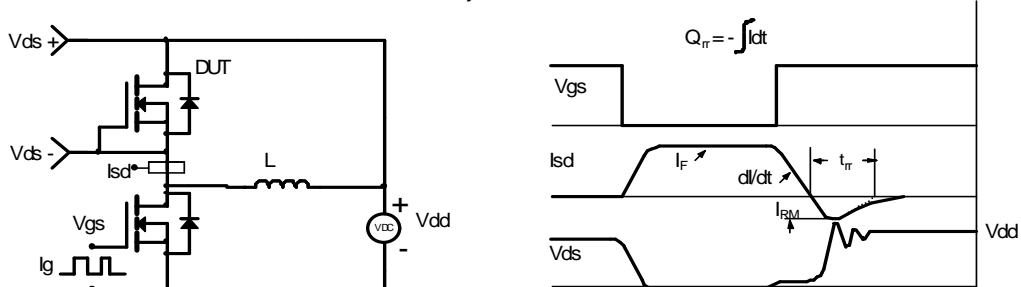 Vds +
DUT
Vds -
Isd
L
Vgs
Ig
VDC
+
-
Vdd
Qrr = - ∫Idt
Vgs
Isd
IF
dI/dt
trr
IRM
Vds
Vdd